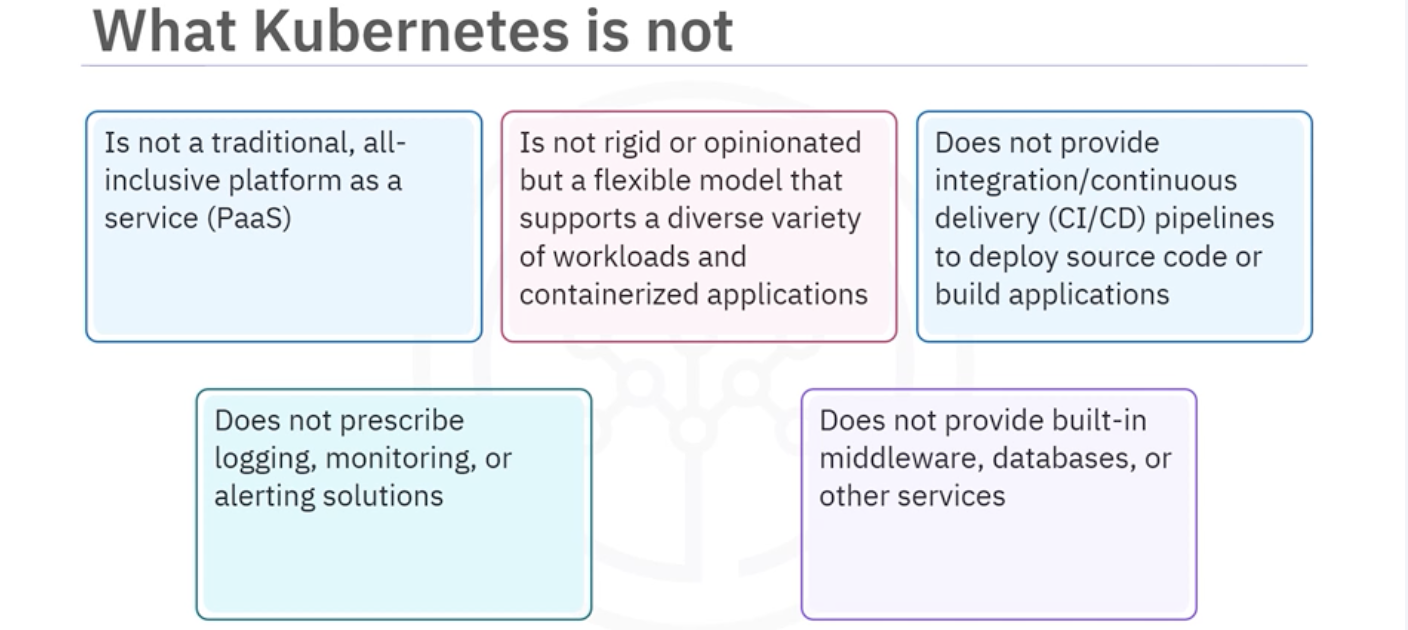 What Kubernetes is not
Is not a traditional, all-
inclusive platform as a
service (PaaS)
Is not rigid or opinionated
but a flexible model that
supports a diverse variety
of workloads and
containerized applications
Does not provide
integration/continuous
delivery (CI/CD) pipelines
to deploy source code or
build applications
Does not prescribe
logging, monitoring, or
alerting solutions
Does not provide built-in
middleware, databases, or
other services